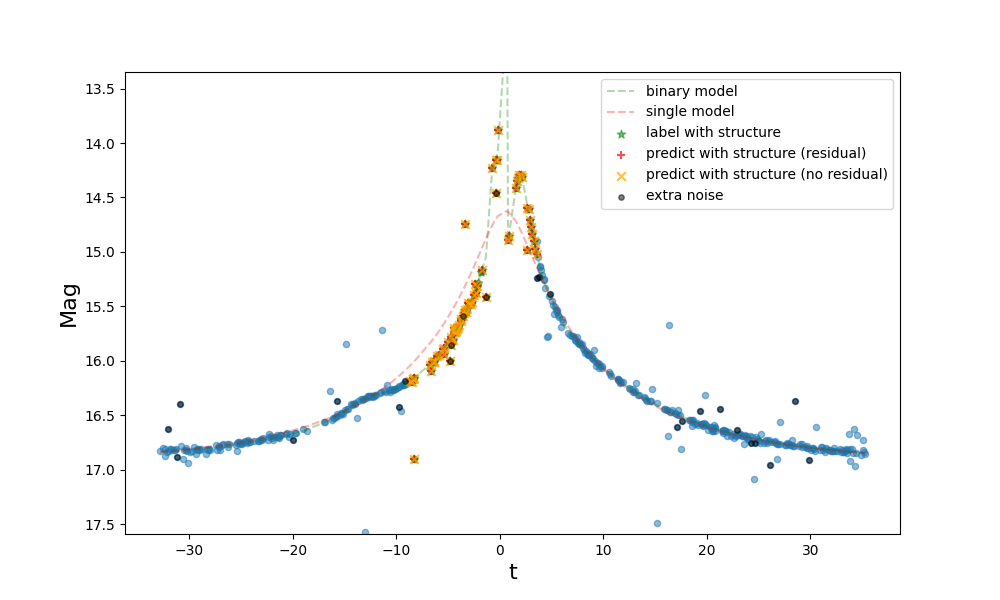 binary model
single model
label with structure
predict with structure (residual)
predict with structure (no residual)
extra noise
13.5
14.0
14.5
15.0
15.5
16.0
16.5
17.0
17.5
Mag
−30
−20
−10
0
10
20
30
t